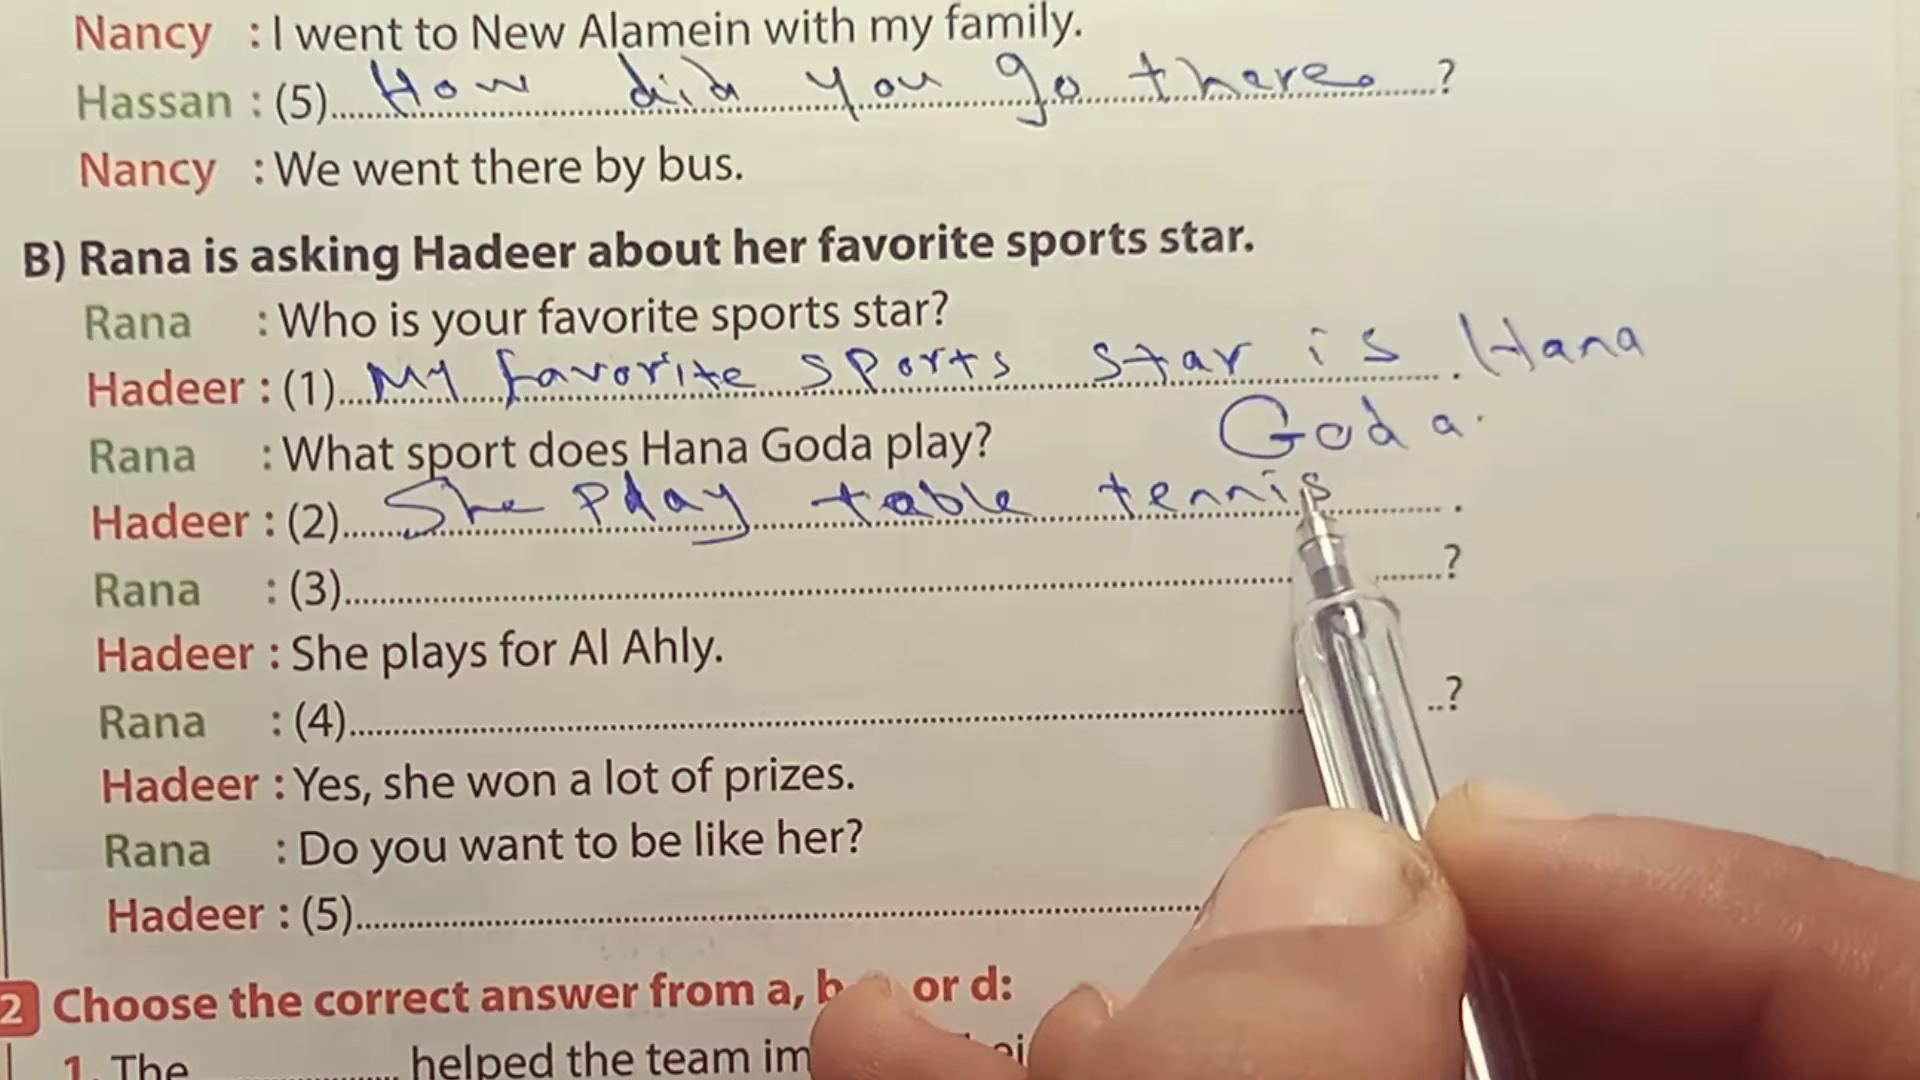 Nancy : I went to New Alamein with my family.
Hassan : (5)....How did you go there.......?
Nancy : We went there by bus.
B) Rana is asking Hadeer about her favorite sports star.
Rana : Who is your favorite sports star?
Hadeer : (1)....My favorite sports star is Hana
Goda.
Rana : What sport does Hana Goda play?
Hadeer : (2)....She play table tennis.......
Rana : (3)..............................?
Hadeer : She plays for Al Ahly.
Rana : (4)..............................?
Hadeer : Yes, she won a lot of prizes.
Rana : Do you want to be like her?
Hadeer : (5)..............................
2 Choose the correct answer from a, b or d:
1. The .................. helped the team